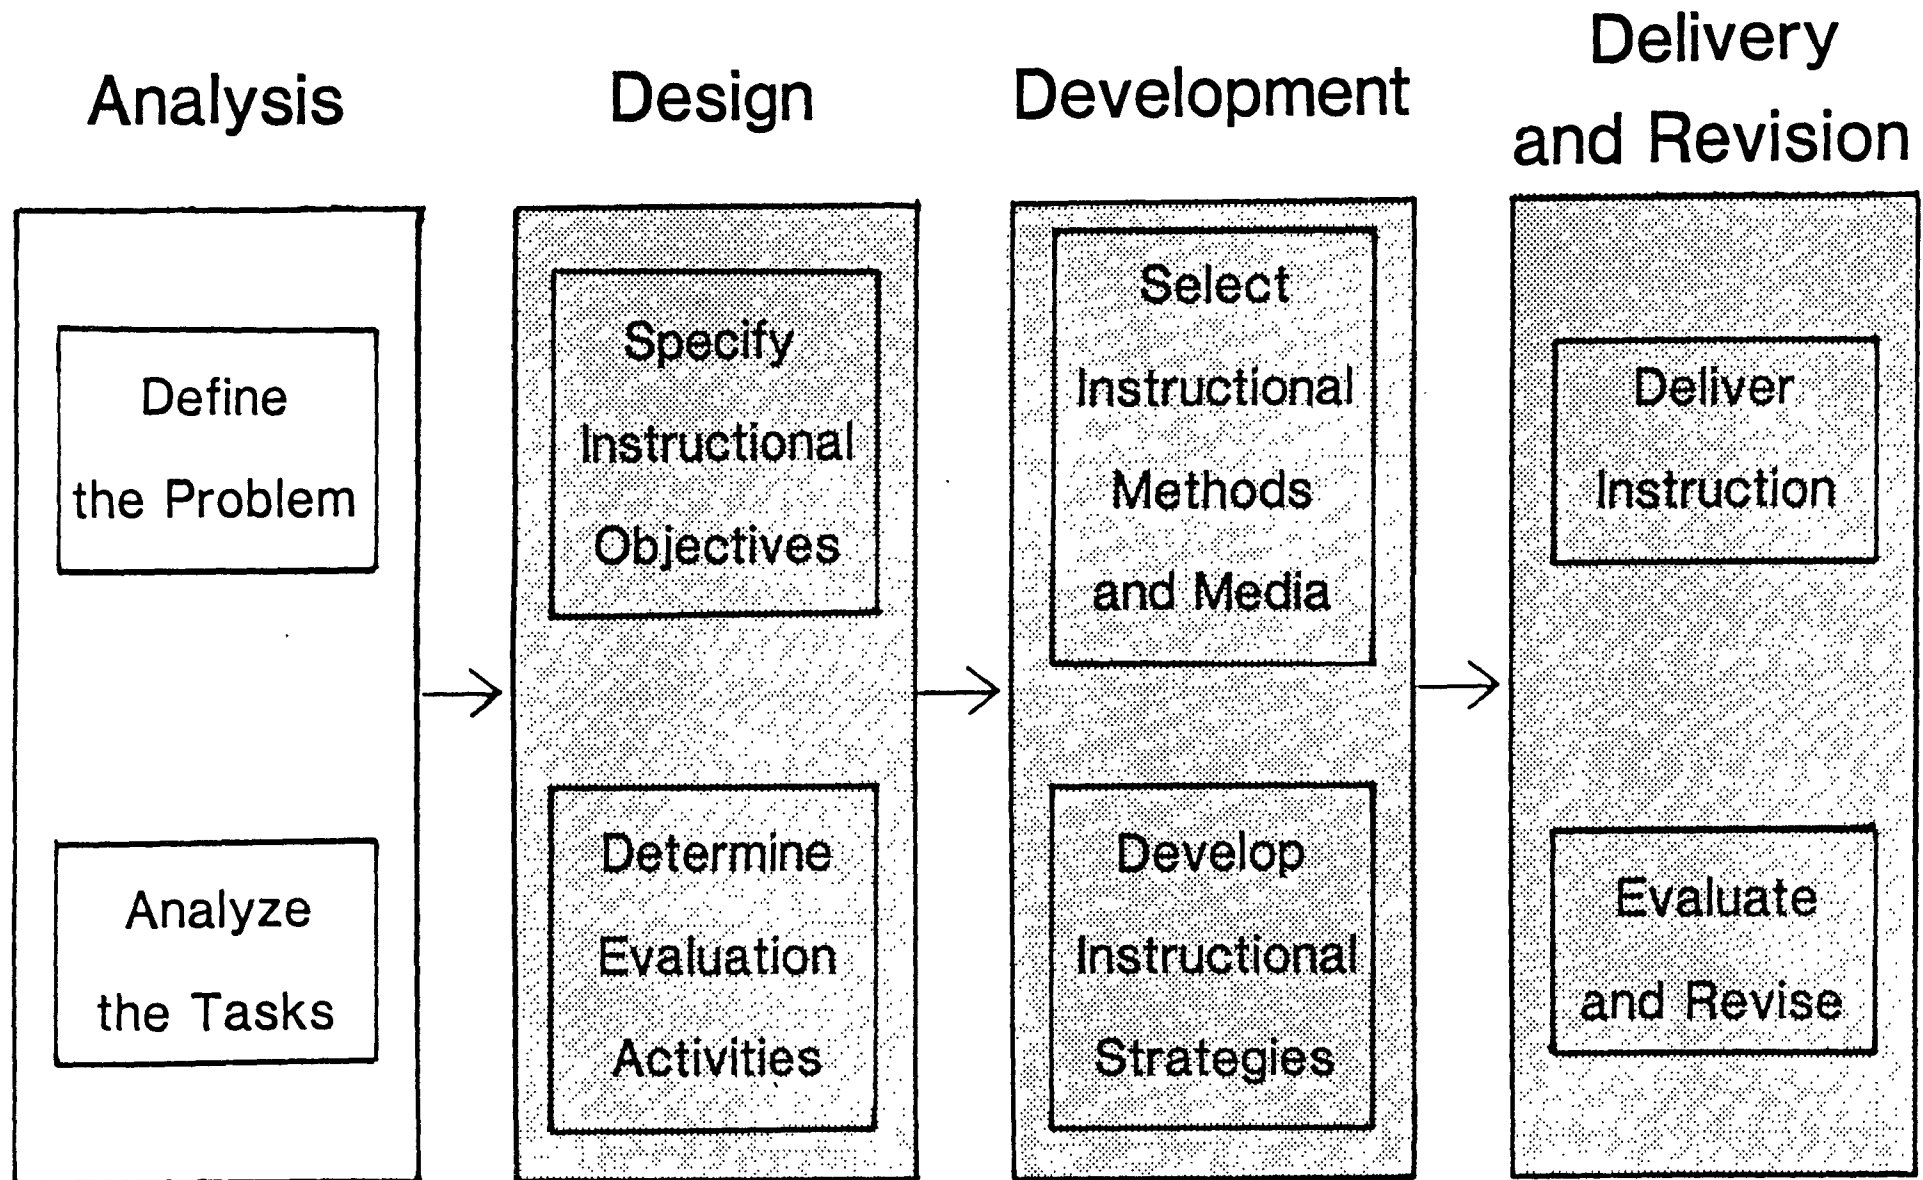 Analysis
Define
the Problem
Analyze
the Tasks
Design
Specify
Instructional
Objectives
Determine
Evaluation
Activities
Development
Select
Instructional
Methods
and Media
Develop
Instructional
Strategies
Delivery
and Revision
Deliver
Instruction
Evaluate
and Revise